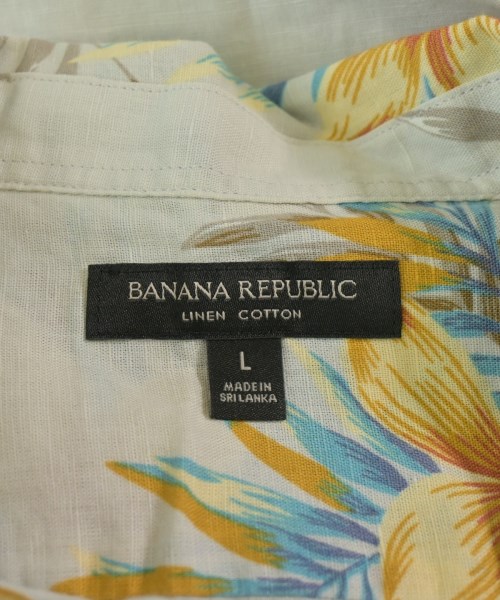 BANANA REPUBLIC
LINEN COTTON
L
MADE IN
SRI LANKA